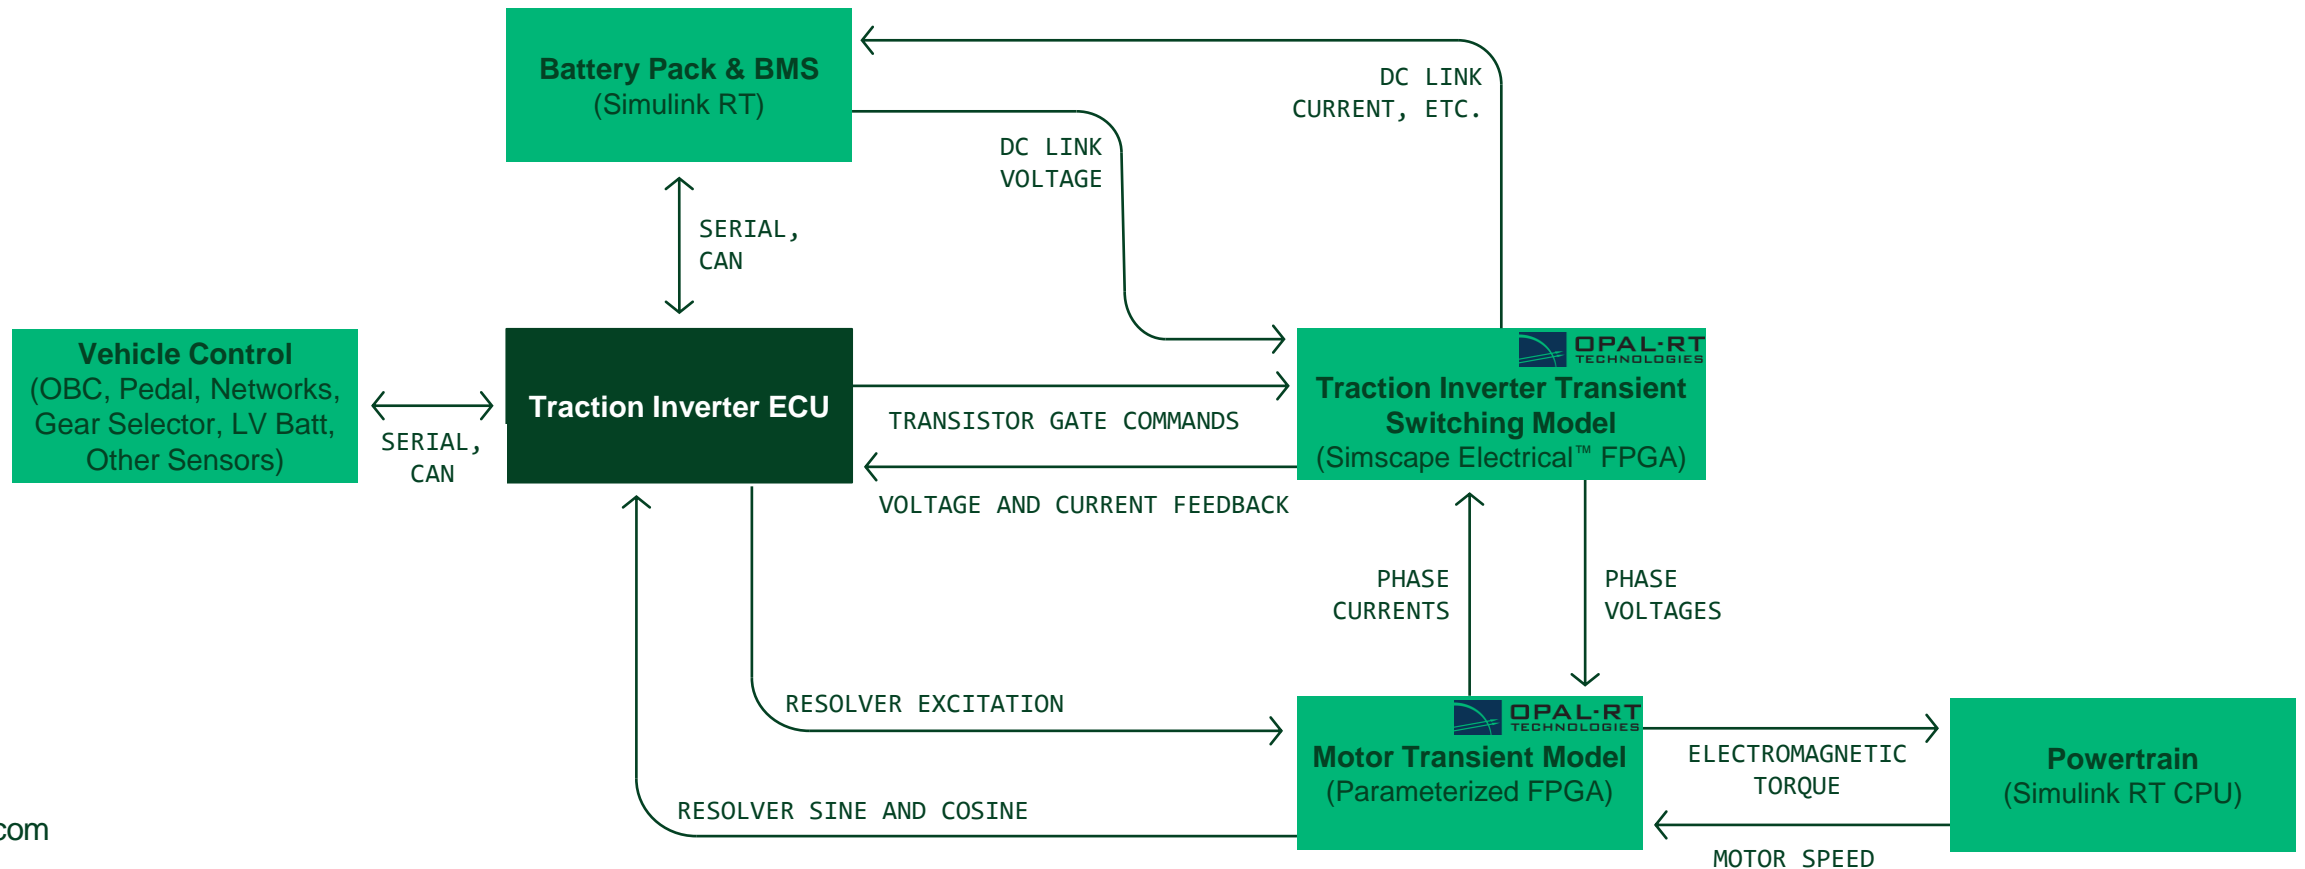 Battery Pack & BMS
(Simulink RT)
DC LINK
CURRENT, ETC.
DC LINK
VOLTAGE
SERIAL,
CAN
Vehicle Control
(OBC, Pedal, Networks,
Gear Selector, LV Batt,
Other Sensors)
SERIAL,
CAN
Traction Inverter ECU
TRANSISTOR GATE COMMANDS
VOLTAGE AND CURRENT FEEDBACK
OPAL-RT
TECHNOLOGIES
Traction Inverter Transient
Switching Model
(Simscape Electrical™ FPGA)
PHASE
CURRENTS
PHASE
VOLTAGES
RESOLVER EXCITATION
RESOLVER SINE AND COSINE
OPAL-RT
TECHNOLOGIES
Motor Transient Model
(Parameterized FPGA)
ELECTROMAGNETIC
TORQUE
MOTOR SPEED
Powertrain
(Simulink RT CPU)
com